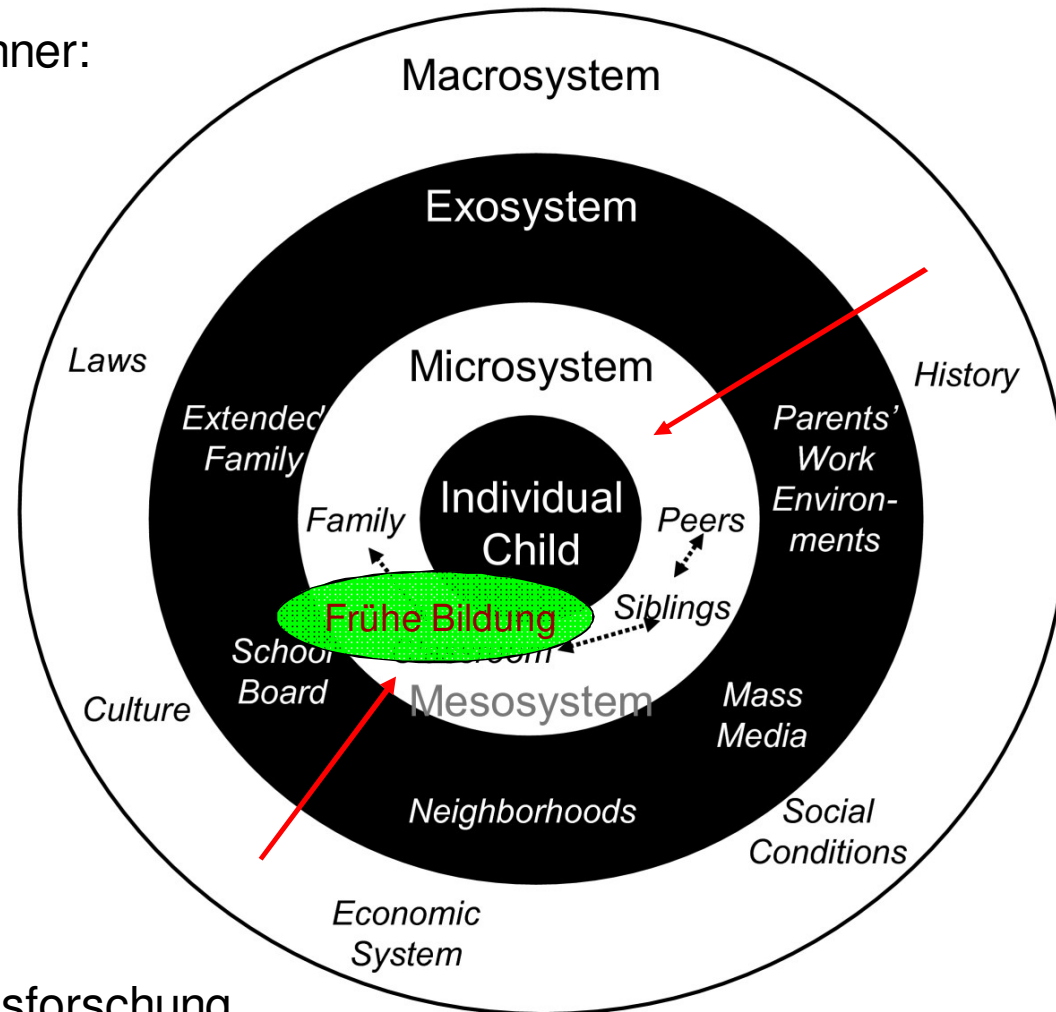 nner:
Macrosystem
Exosystem
Microsystem
Laws
History
Extended
Family
Parents’
Work
Environ-
ments
Individual
Child
Family
Peers
Siblings
Frühe Bildung
School
Board
Mesosystem
Culture
Mass
Media
Neighborhoods
Social
Conditions
Economic
System
sforschung